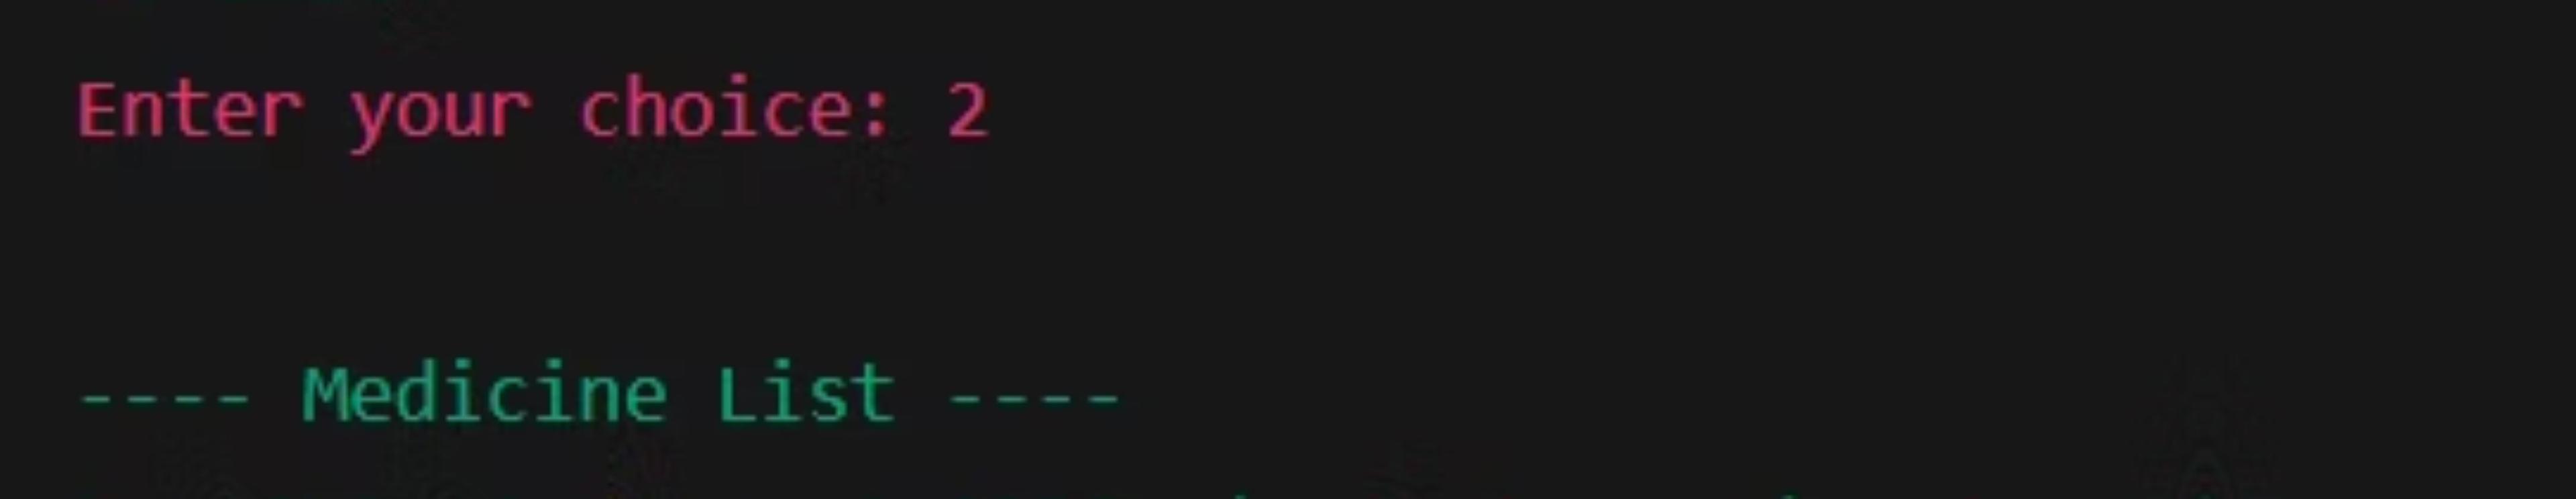 Enter your choice: 2
---- Medicine List ----